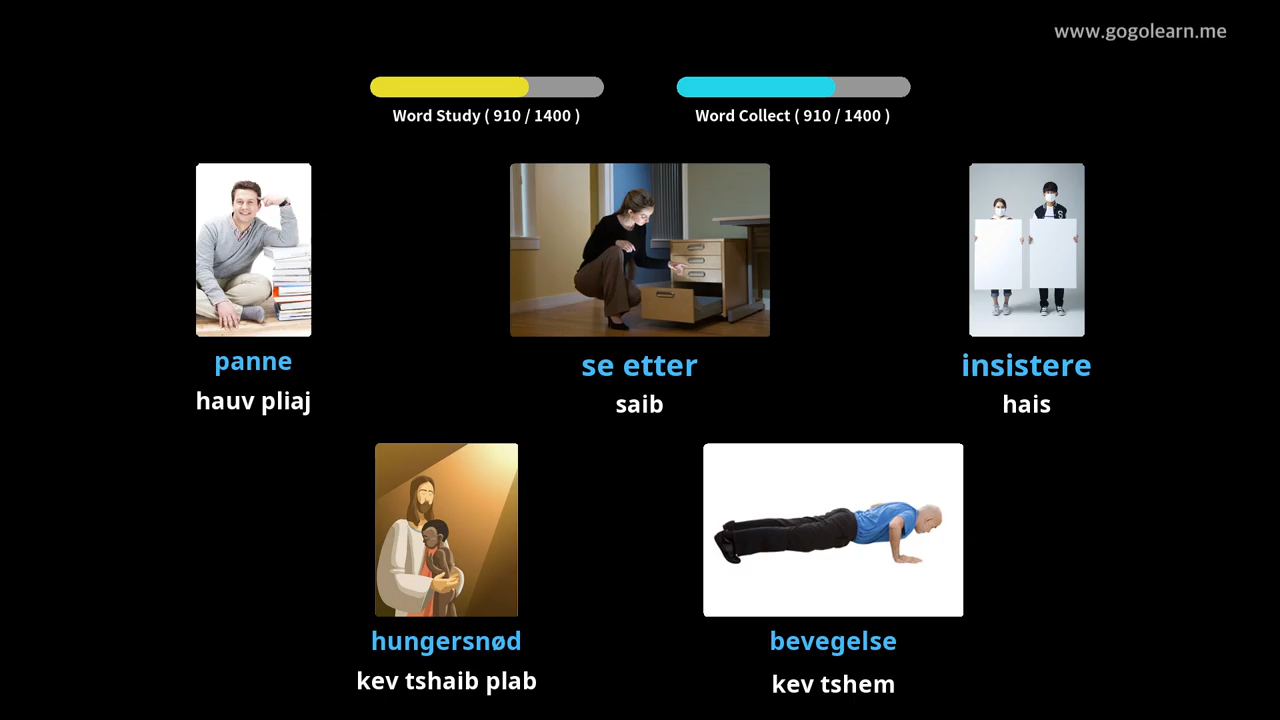 www.gogolearn.me
Word Study ( 910 / 1400 )
Word Collect ( 910 / 1400 )
panne
hauv pliaj
se etter
saib
insistere
hais
hungersnød
kev tshaib plab
bevegelse
kev tshem